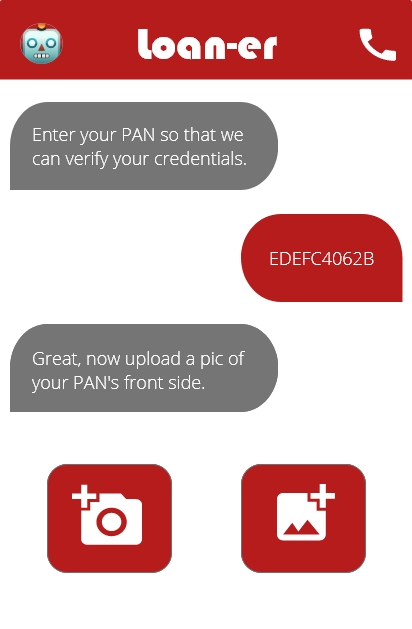 Loan-er
Enter your PAN so that we
can verify your credentials.
EDEFC4062B
Great, now upload a pic of
your PAN's front side.